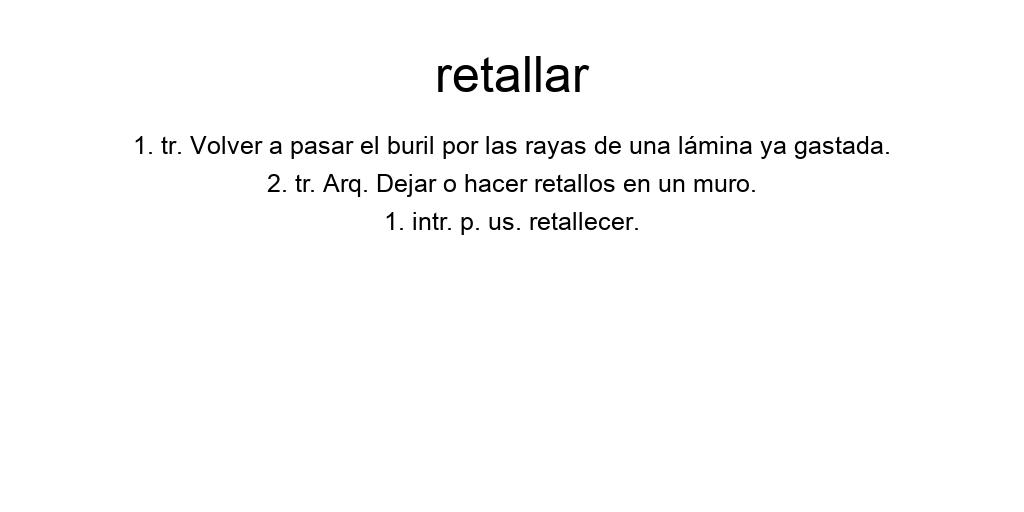 retallar
1. tr. Volver a pasar el buril por las rayas de una lámina ya gastada.
2. tr. Arq. Dejar o hacer retallos en un muro.
1. intr. p. us. retallecer.